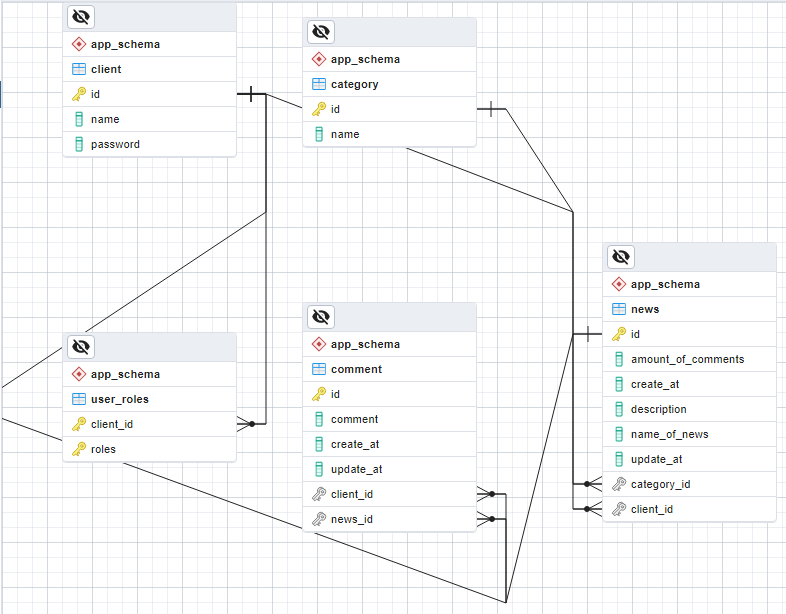 app_schema
client
id
name
password
app_schema
category
id
name
app_schema
user_roles
client_id
roles
app_schema
comment
id
comment
create_at
update_at
client_id
news_id
app_schema
news
id
amount_of_comments
create_at
description
name_of_news
update_at
category_id
client_id